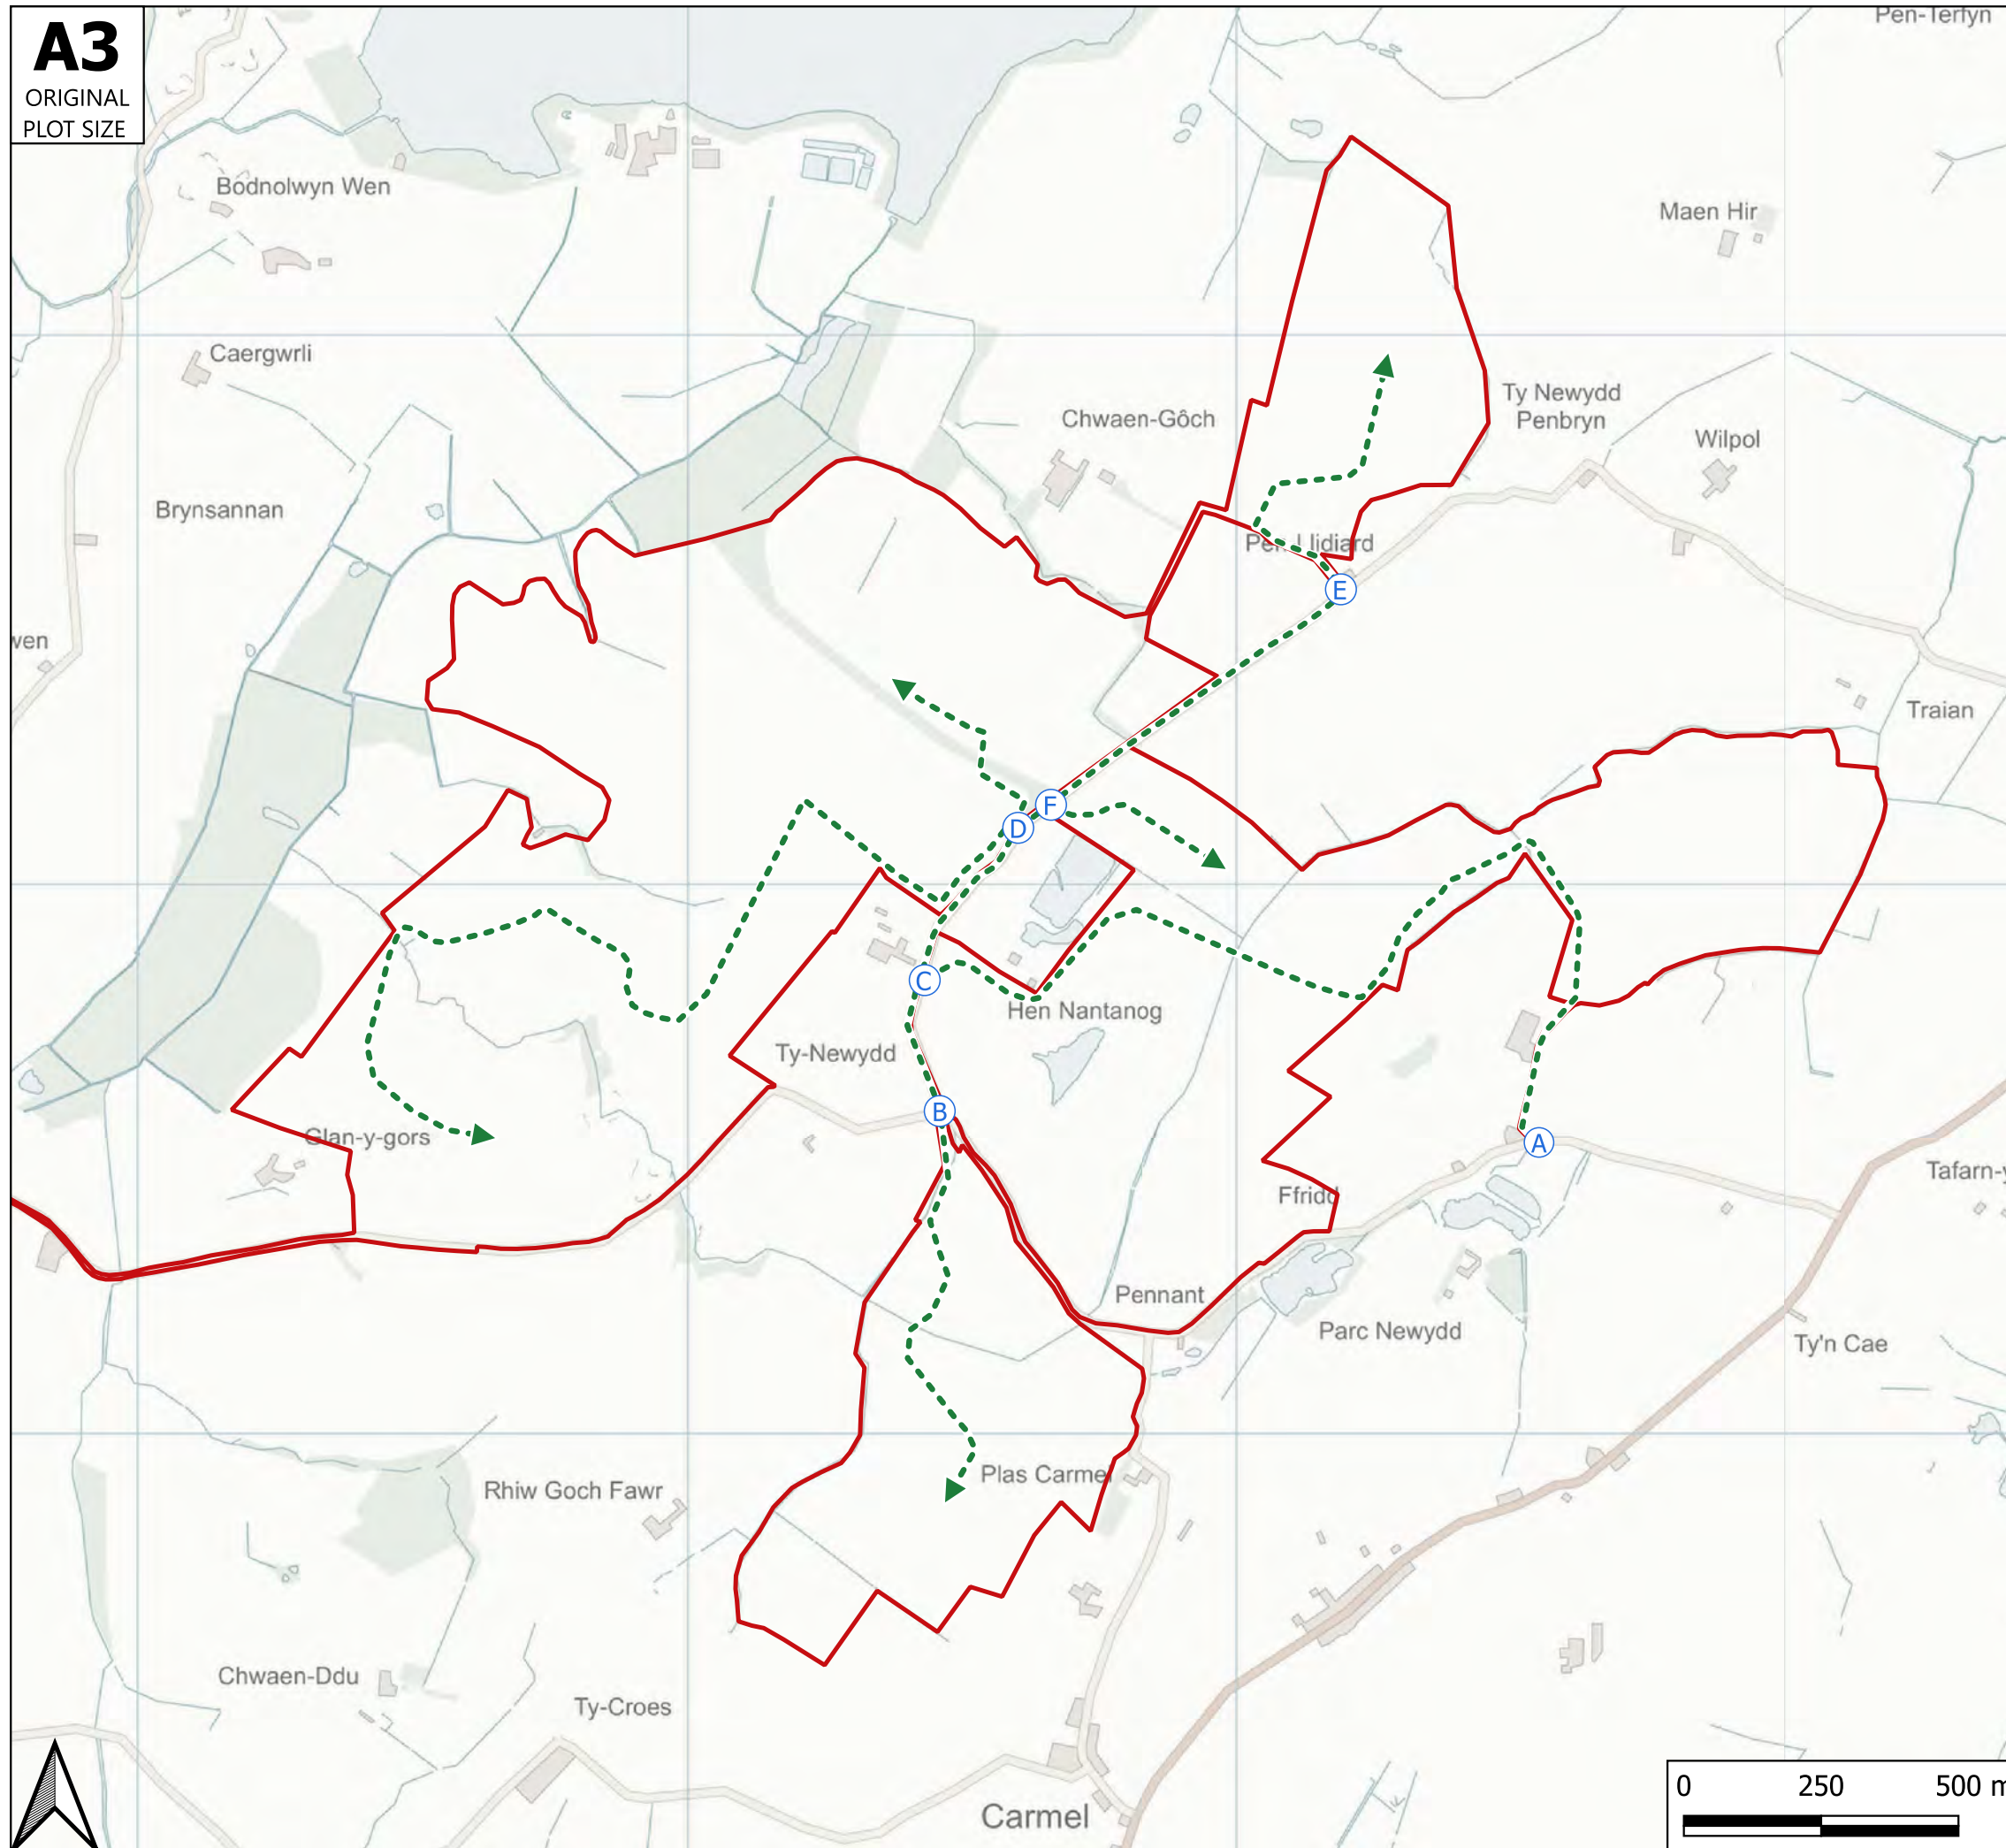 A3
ORIGINAL
PLOT SIZE
Pen-Terfyn
Bodnolwyn Wen
Maen Hir
Caergwrli
Ty Newydd
Penbryn
Chwaen-Gôch
Wilpol
Brynsannan
Pen-Llidiard
E
wen
Traian
F
D
C
Hen Nantanog
Ty-Newydd
B
Glan-y-gors
A
Tafarn-y
Ffridd
Pennant
Parc Newydd
Ty'n Cae
Plas Carmel
Rhiw Goch Fawr
Chwaen-Ddu
Ty-Croes
Carmel
0 250 500 m